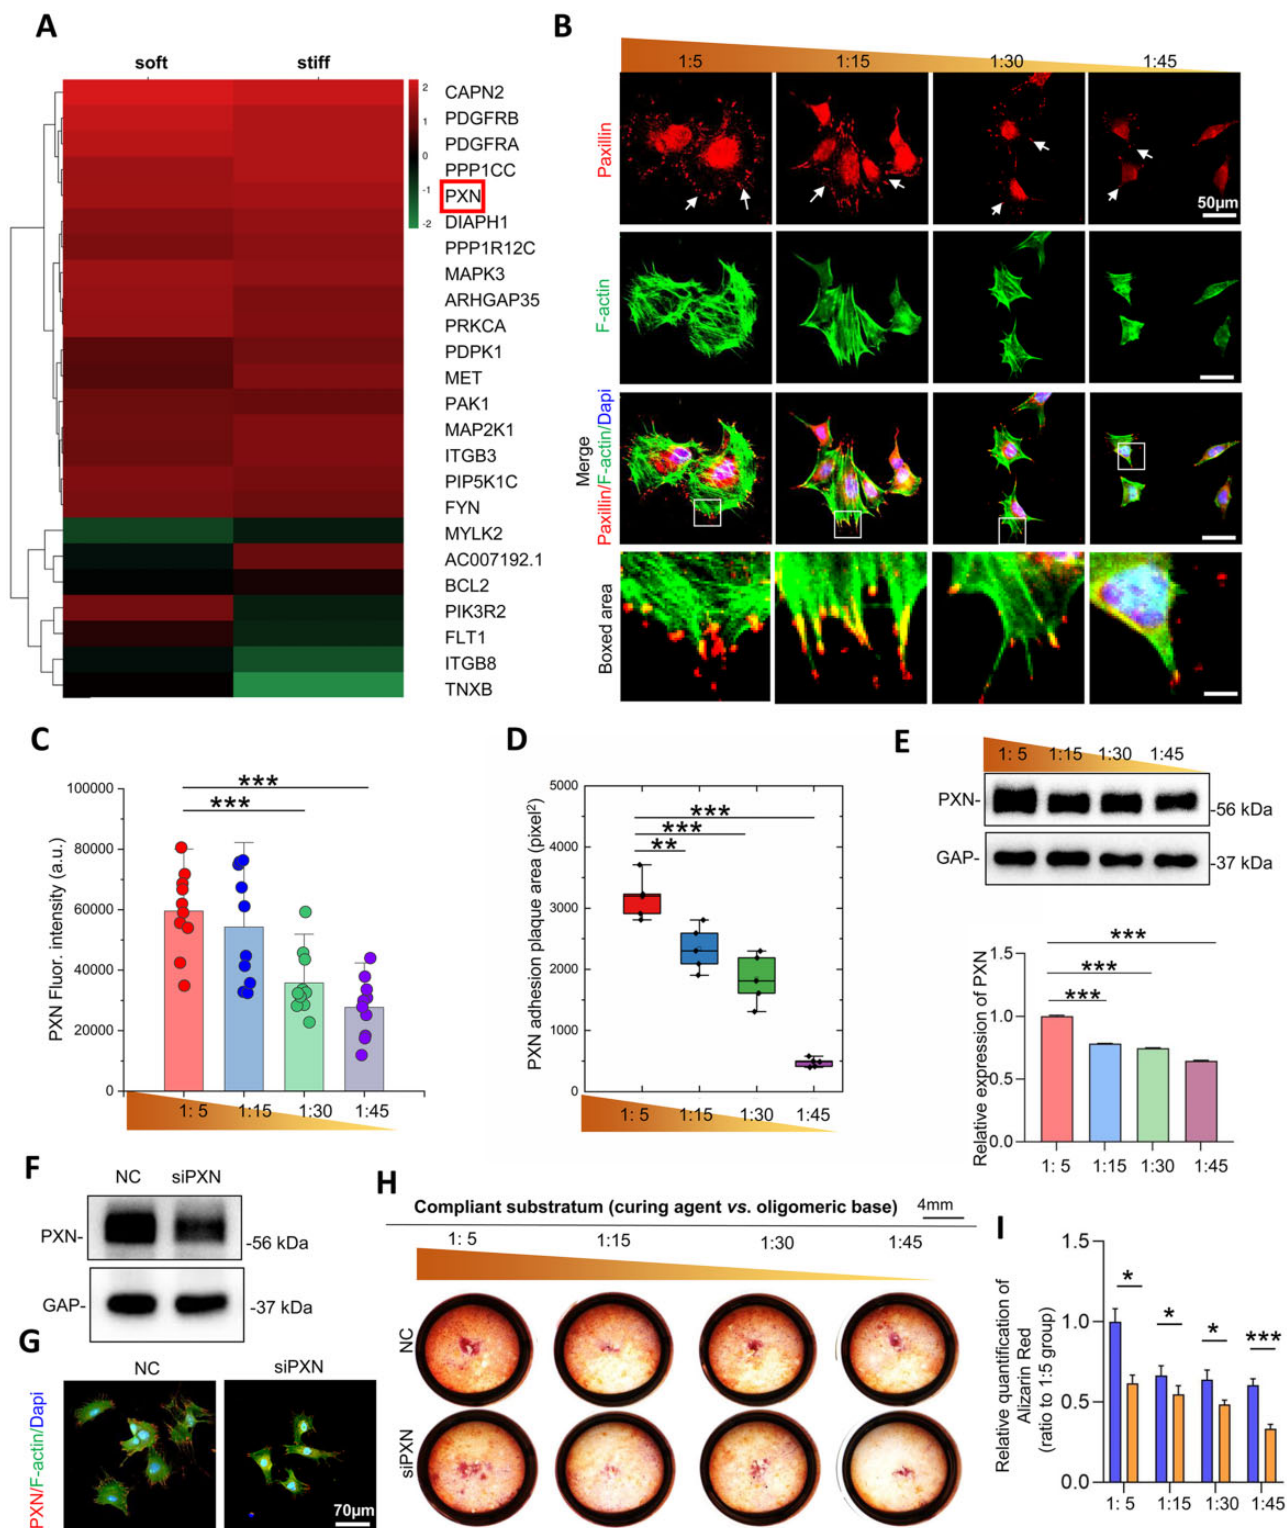 A
soft
stiff
2
1
0
-1
-2
CAPN2
PDGFRB
PDGFRA
PPP1CC
PXN
DIAPH1
PPP1R12C
MAPK3
ARHGAP35
PRKCA
PDPK1
MET
PAK1
MAP2K1
ITGB3
PIP5K1C
FYN
MYLK2
AC007192.1
BCL2
PIK3R2
FLT1
ITGB8
TNXB
B
1:5
1:15
1:30
1:45
Paxillin
50μm
F-actin
Merge
Paxillin/F-actin/Dapi
Boxed area
C
PXN Fluor. intensity (a.u.)
100000
80000
60000
40000
20000
0
***
***
1: 5
1:15
1:30
1:45
D
PXN adhesion plaque area (pixel²)
5000
4000
3000
2000
1000
0
***
***
**
1: 5
1:15
1:30
1:45
E
1: 5
1:15
1:30
1:45
PXN-
-56 kDa
GAP-
-37 kDa
Relative expression of PXN
1.5
1.0
0.5
0.0
***
***
***
1: 5
1:15
1:30
1:45
F
NC
siPXN
PXN-
-56 kDa
GAP-
-37 kDa
G
NC
siPXN
PXN/F-actin/Dapi
70μm
H
Compliant substratum (curing agent vs. oligomeric base)
4mm
1: 5
1:15
1:30
1:45
NC
siPXN
I
Relative quantification of
Alizarin Red
(ratio to 1:5 group)
1.5
1.0
0.5
0.0
*
*
*
***
1: 5
1:15
1:30
1:45